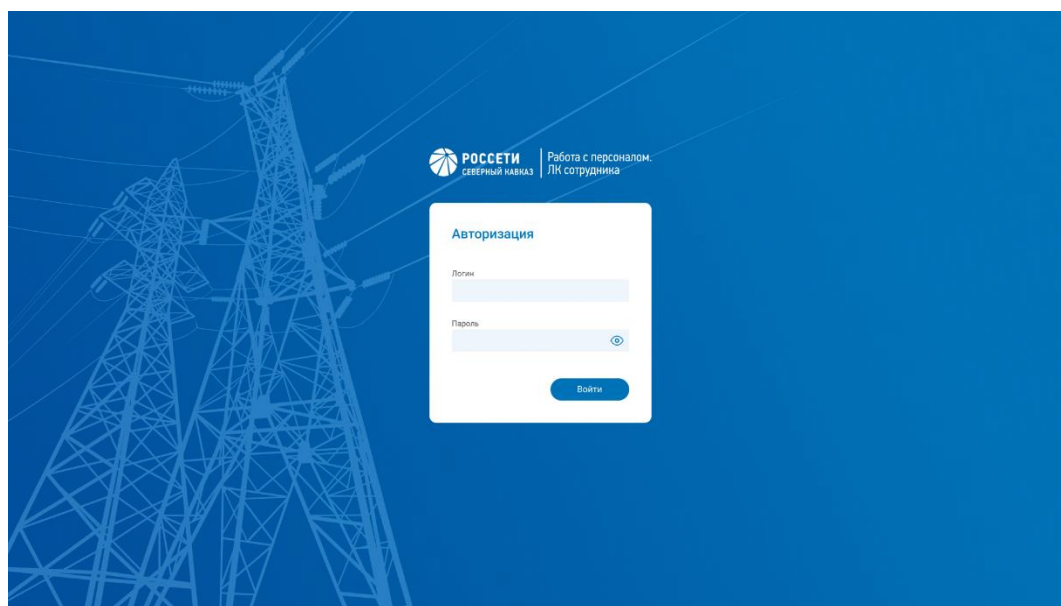 РОССЕТИ
СЕВЕРНЫЙ КАВКАЗ
Работа с персоналом.
ЛК сотрудника
Авторизация
Логин
Пароль
Войти